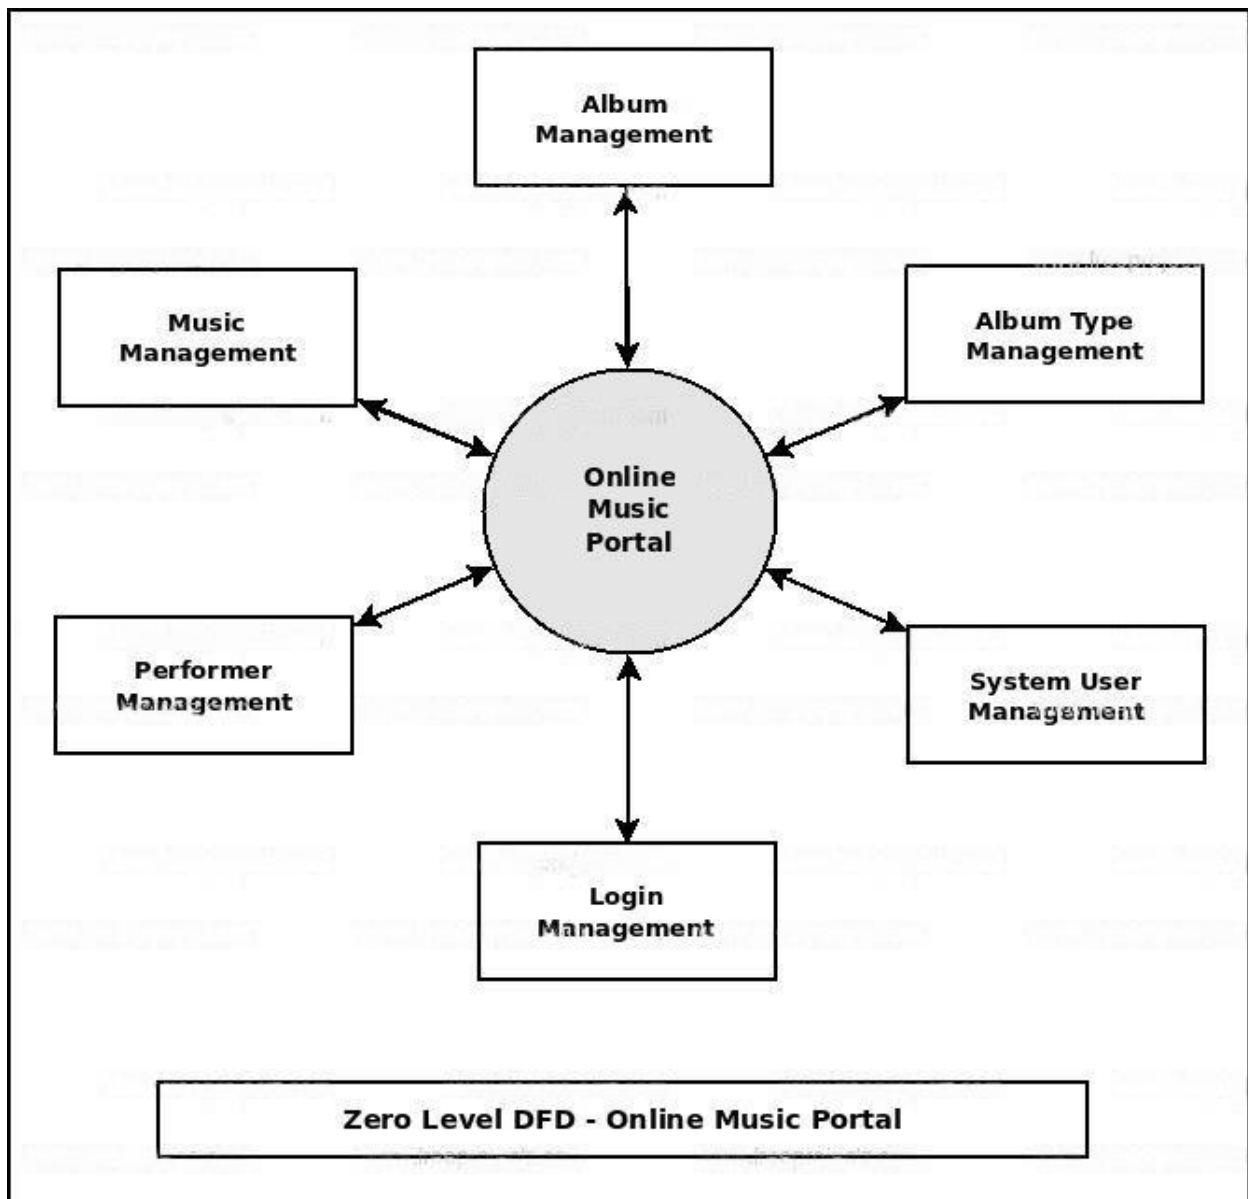 Album
Management
Music
Management
Album Type
Management
Online
Music
Portal
Performer
Management
System User
Management
Login
Management
Zero Level DFD - Online Music Portal